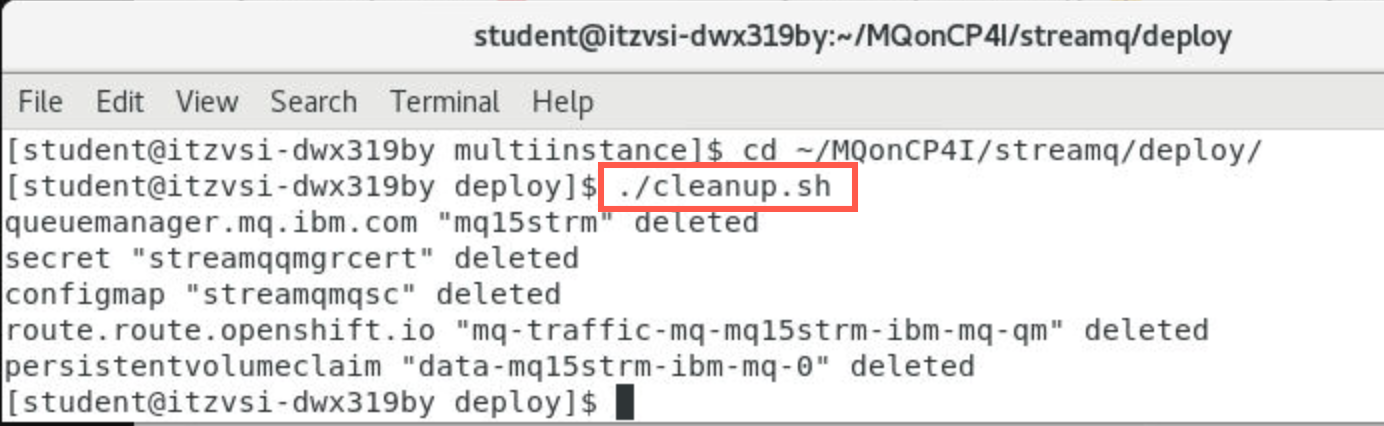 student@itzvsi-dwx319by:~/MQonCP4I/streamq/deploy
File Edit View Search Terminal Help
[student@itzvsi-dwx319by multiinstance]$ cd ~/MQonCP4I/streamq/deploy/
[student@itzvsi-dwx319by deploy]$ ./cleanup.sh
queuemanager.mq.ibm.com "mq15strm" deleted
secret "streamqqmgrcert" deleted
configmap "streamqmqsc" deleted
route.route.openshift.io "mq-traffic-mq-mq15strm-ibm-mq-qm" deleted
persistentvolumeclaim "data-mq15strm-ibm-mq-0" deleted
[student@itzvsi-dwx319by deploy]$